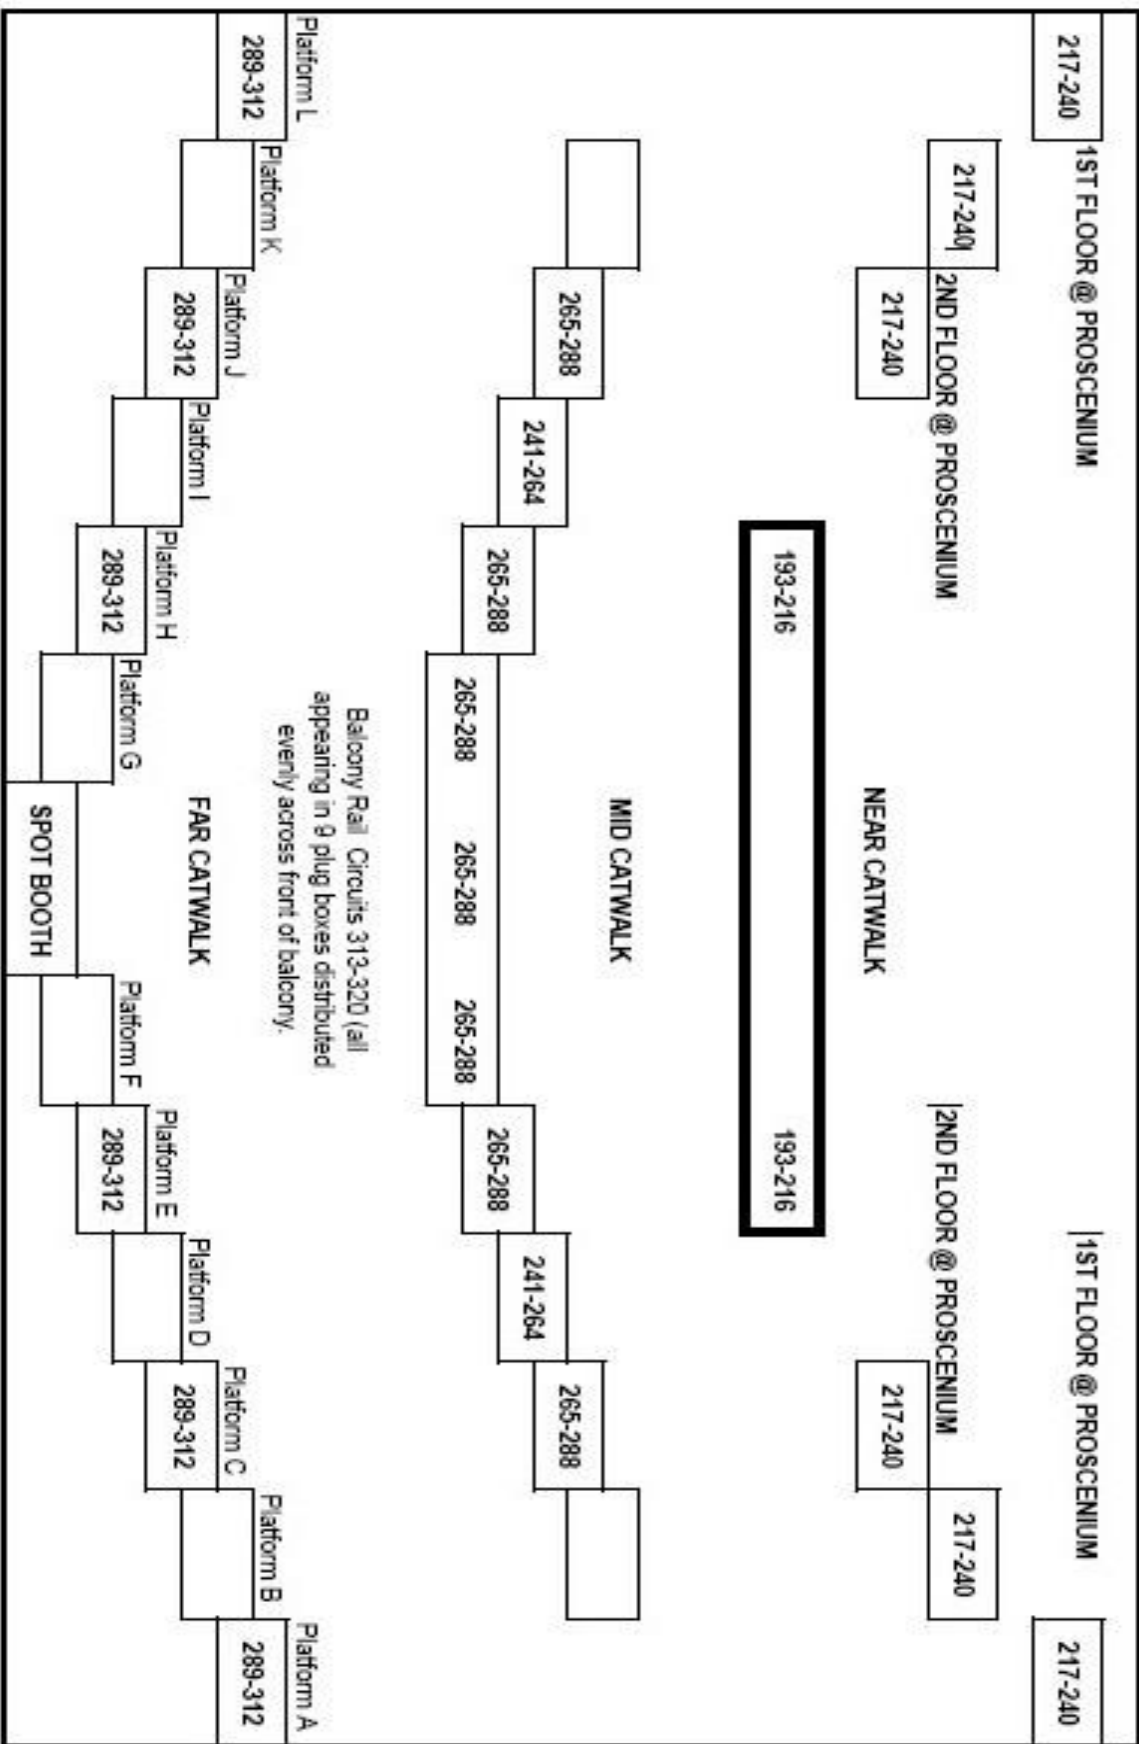 217-240
1ST FLOOR @ PROSCENIUM
1ST FLOOR @ PROSCENIUM
217-240
217-240
2ND FLOOR @ PROSCENIUM
217-240
2ND FLOOR @ PROSCENIUM
217-240
217-240
NEAR CATWALK
193-216
193-216
MID CATWALK
265-288
241-264
265-288
265-288
265-288
265-288
265-288
241-264
265-288
Balcony Rail Circuits 313-320 (all
appearing in 9 plug boxes distributed
evenly across front of balcony.
FAR CATWALK
Platform L
289-312
Platform K
Platform J
289-312
Platform I
Platform H
289-312
Platform G
SPOT BOOTH
Platform F
Platform E
289-312
Platform D
Platform C
289-312
Platform B
Platform A
289-312